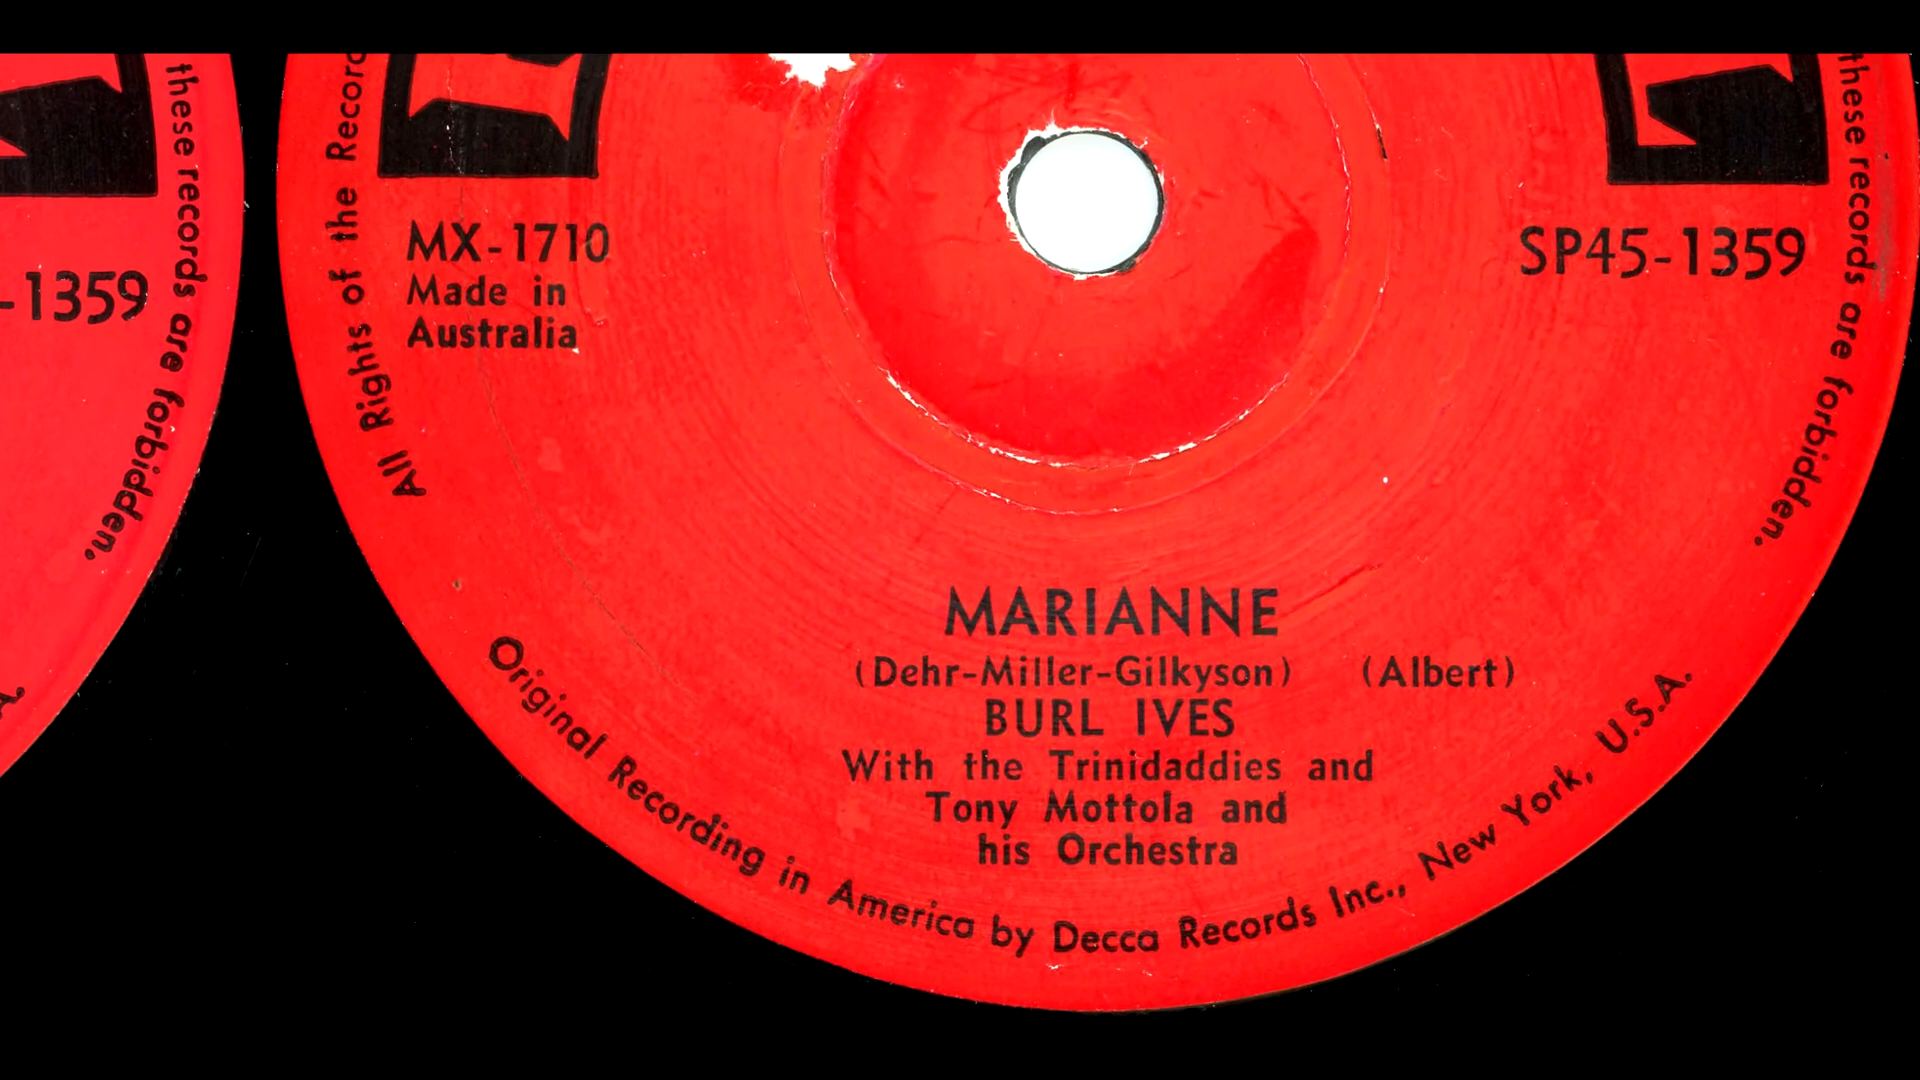 these records are forbidden.
-1359
All Rights of the Recor
MX-1710
Made in
Australia
SP45-1359
these records are forbidden.
MARIANNE
(Dehr-Miller-Gilkyson) (Albert)
BURL IVES
With the Trinidaddies and
Tony Mottola and
his Orchestra
Original Recording in America by Decca Records Inc., New York, U.S.A.